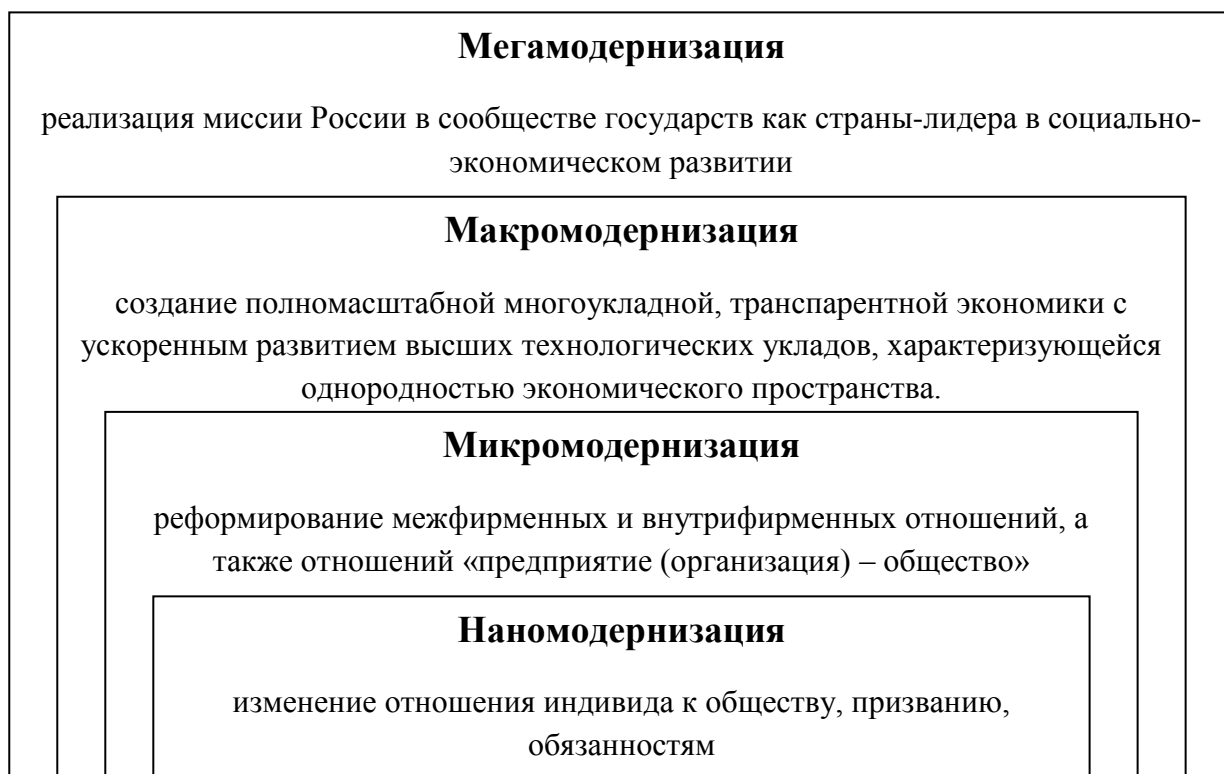 Мегамодернизация
реализация миссии России в сообществе государств как страны-лидера в социально-
экономическом развитии
Макромодернизация
создание полномасштабной многоукладной, транспарентной экономики с
ускоренным развитием высших технологических укладов, характеризующейся
однородностью экономического пространства.
Микромодернизация
реформирование межфирменных и внутрифирменных отношений, а
также отношений «предприятие (организация) – общество»
Наномодернизация
изменение отношения индивида к обществу, призванию,
обязанностям